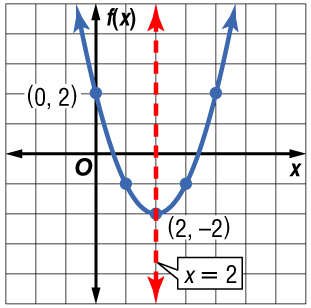 f(x)
(0, 2)
O
x
(2, –2)
x = 2